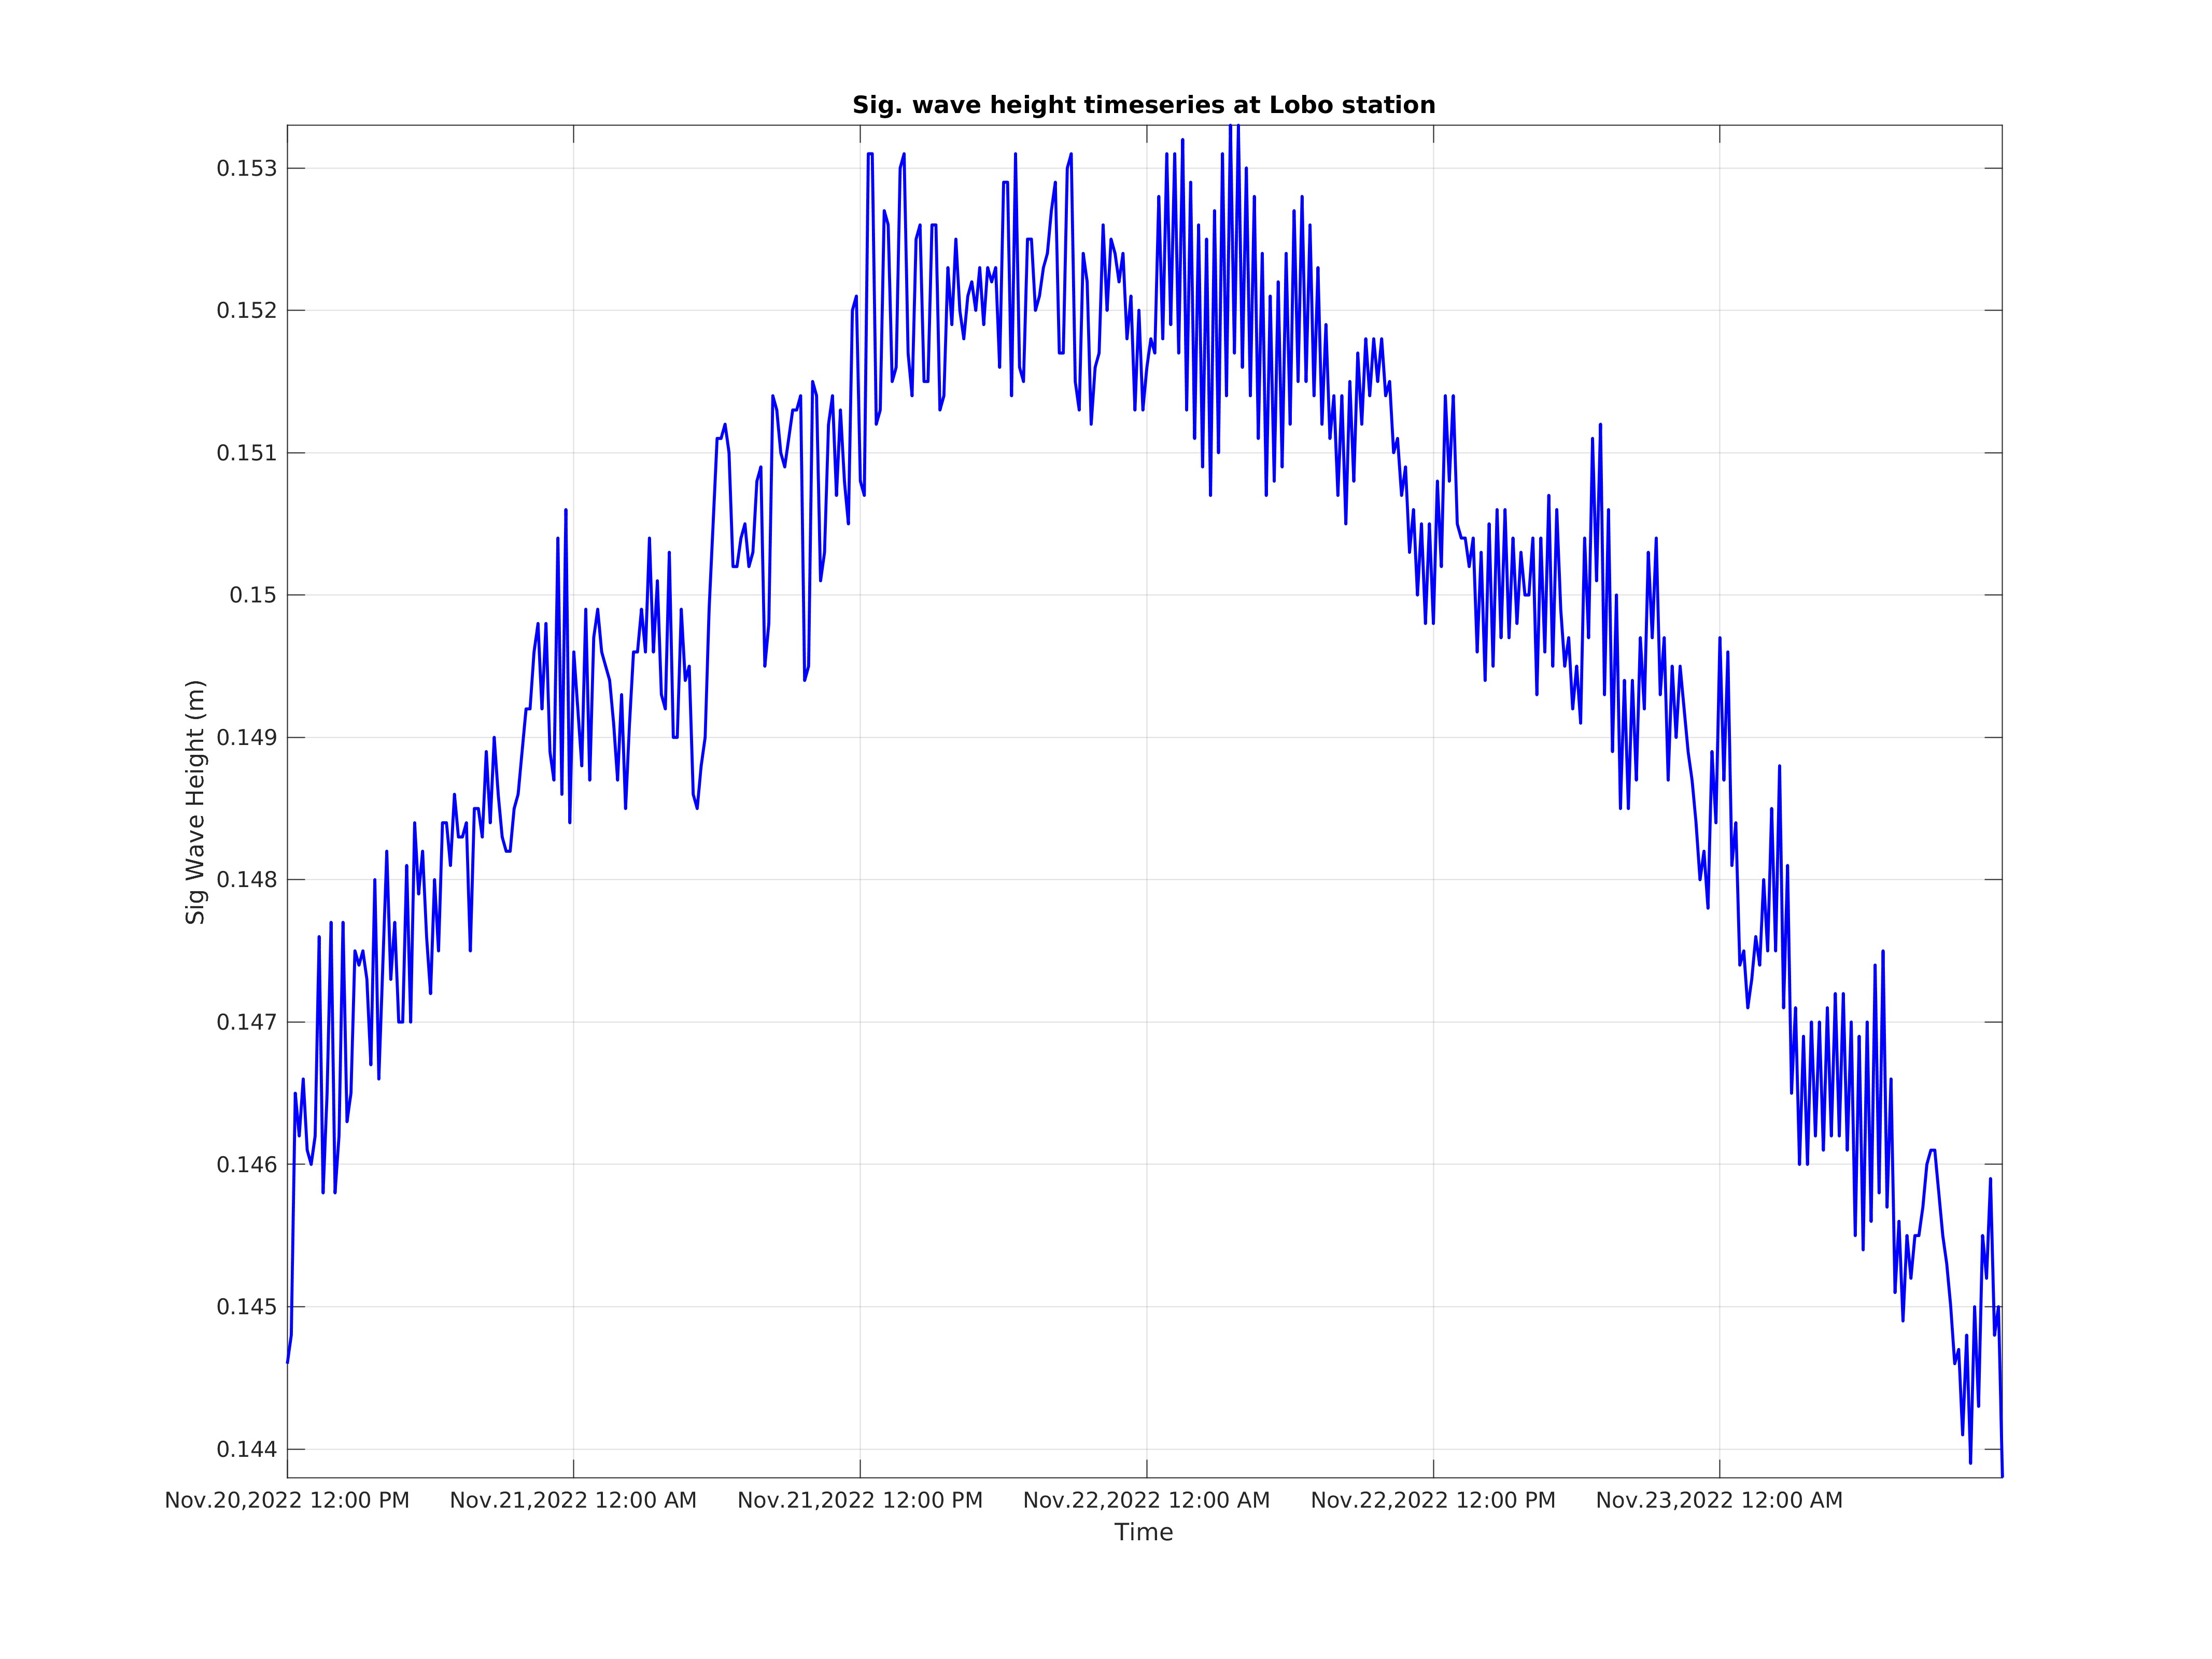 Sig. wave height timeseries at Lobo station
0.153
0.152
0.151
0.15
0.149
0.148
0.147
0.146
0.145
0.144
Sig Wave Height (m)
Nov.20,2022 12:00 PM Nov.21,2022 12:00 AM Nov.21,2022 12:00 PM Nov.22,2022 12:00 AM Nov.22,2022 12:00 PM Nov.23,2022 12:00 AM
Time